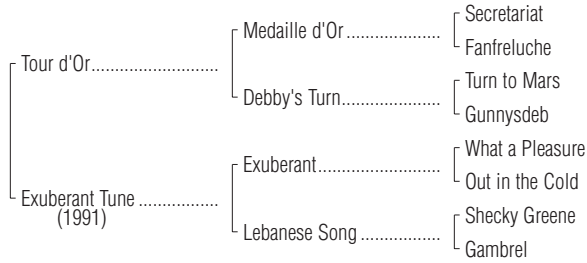 Secretariat
Medaille d'Or....................
Fanfreluche
Tour d'Or...........................
Turn to Mars
Debby's Turn.....................
Gunnysdeb
What a Pleasure
Exuberant..........................
Out in the Cold
Exuberant Tune .................
(1991)
Shecky Greene
Lebanese Song .................
Gambrel